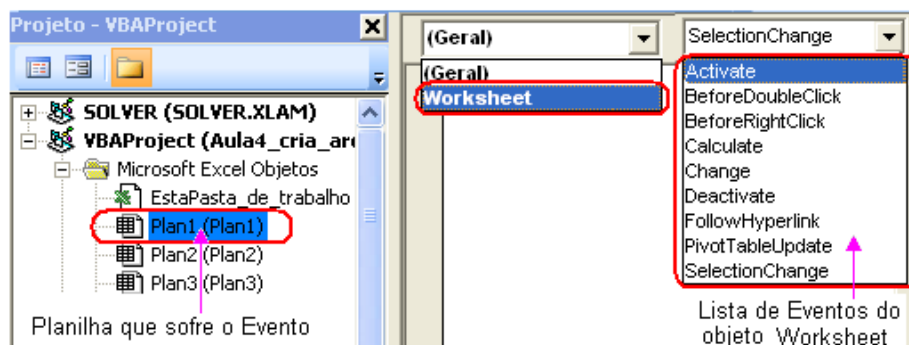 Projeto - VBAProject
SOLVER (SOLVER.XLAM)
VBAProject (Aula4_cria_ar
Microsoft Excel Objetos
EstaPasta_de_trabalho
Plan1 (Plan1)
Plan2 (Plan2)
Plan3 (Plan3)
Planilha que sofre o Evento
(Geral)
(Geral)
Worksheet
SelectionChange
Activate
BeforeDoubleClick
BeforeRightClick
Calculate
Change
Deactivate
FollowHyperlink
PivotTableUpdate
SelectionChange
Lista de Eventos do
objeto Worksheet